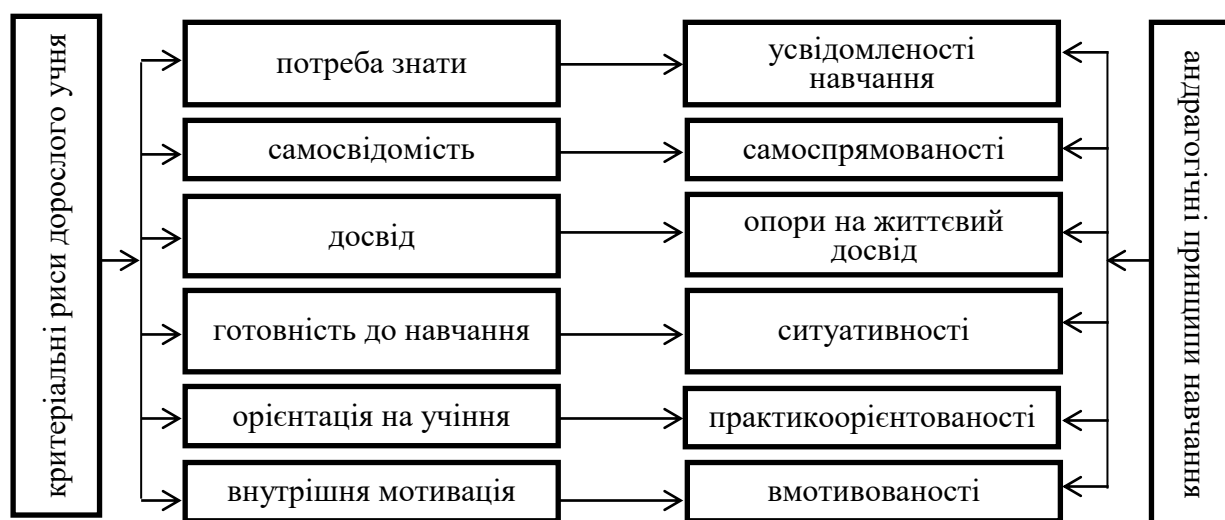 критеріальні риси дорослого учня
потреба знати
усвідомленості
навчання
самосвідомість
самоспрямованості
досвід
опори на життєвий
досвід
готовність до навчання
ситуативності
орієнтація на учіння
практикоорієнтованості
внутрішня мотивація
вмотивованості
андрагогічні принципи навчання